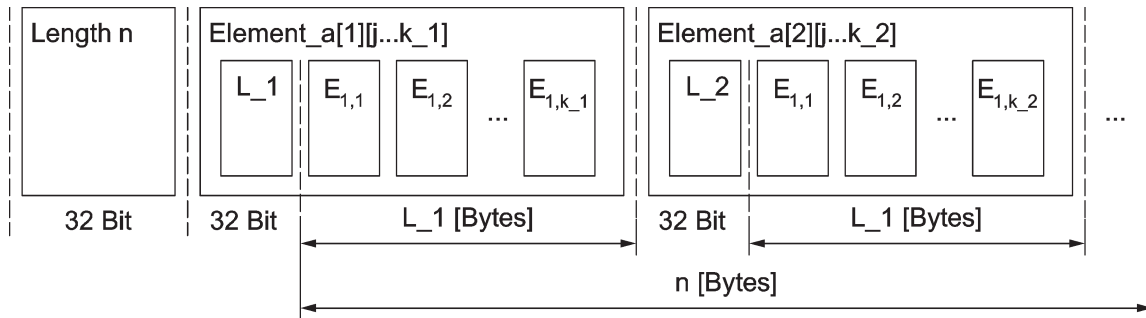 Length n
Element_a[1][j...k_1]
Element_a[2][j...k_2]
L_1 E1,1 E1,2 ... E1,k_1
L_2 E1,1 E1,2 ... E1,k_2 ...
32 Bit
32 Bit
L_1 [Bytes]
32 Bit
L_1 [Bytes]
n [Bytes]